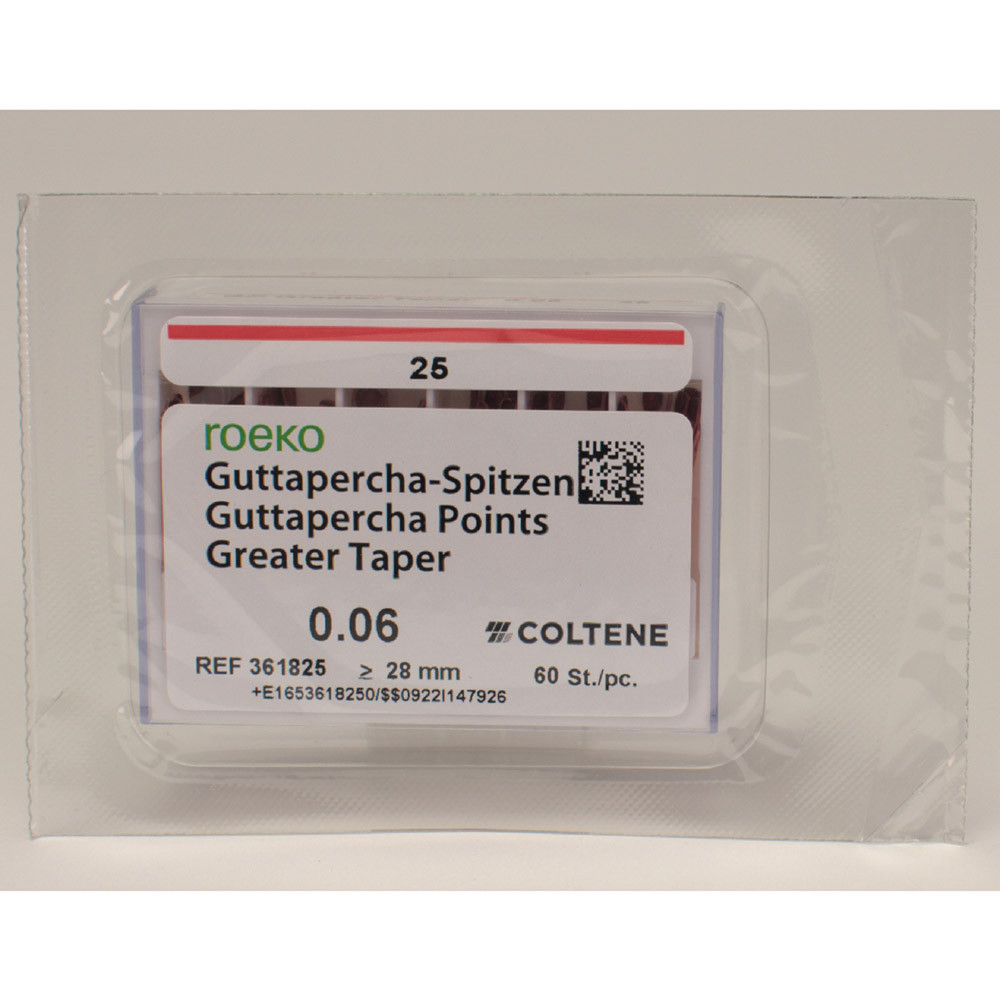 25
roeko
Guttapercha-Spitzen
Guttapercha Points
Greater Taper
0.06
COLTENE
REF 361825 ≥ 28 mm 60 St./pc.
+E1653618250/$$0922I147926